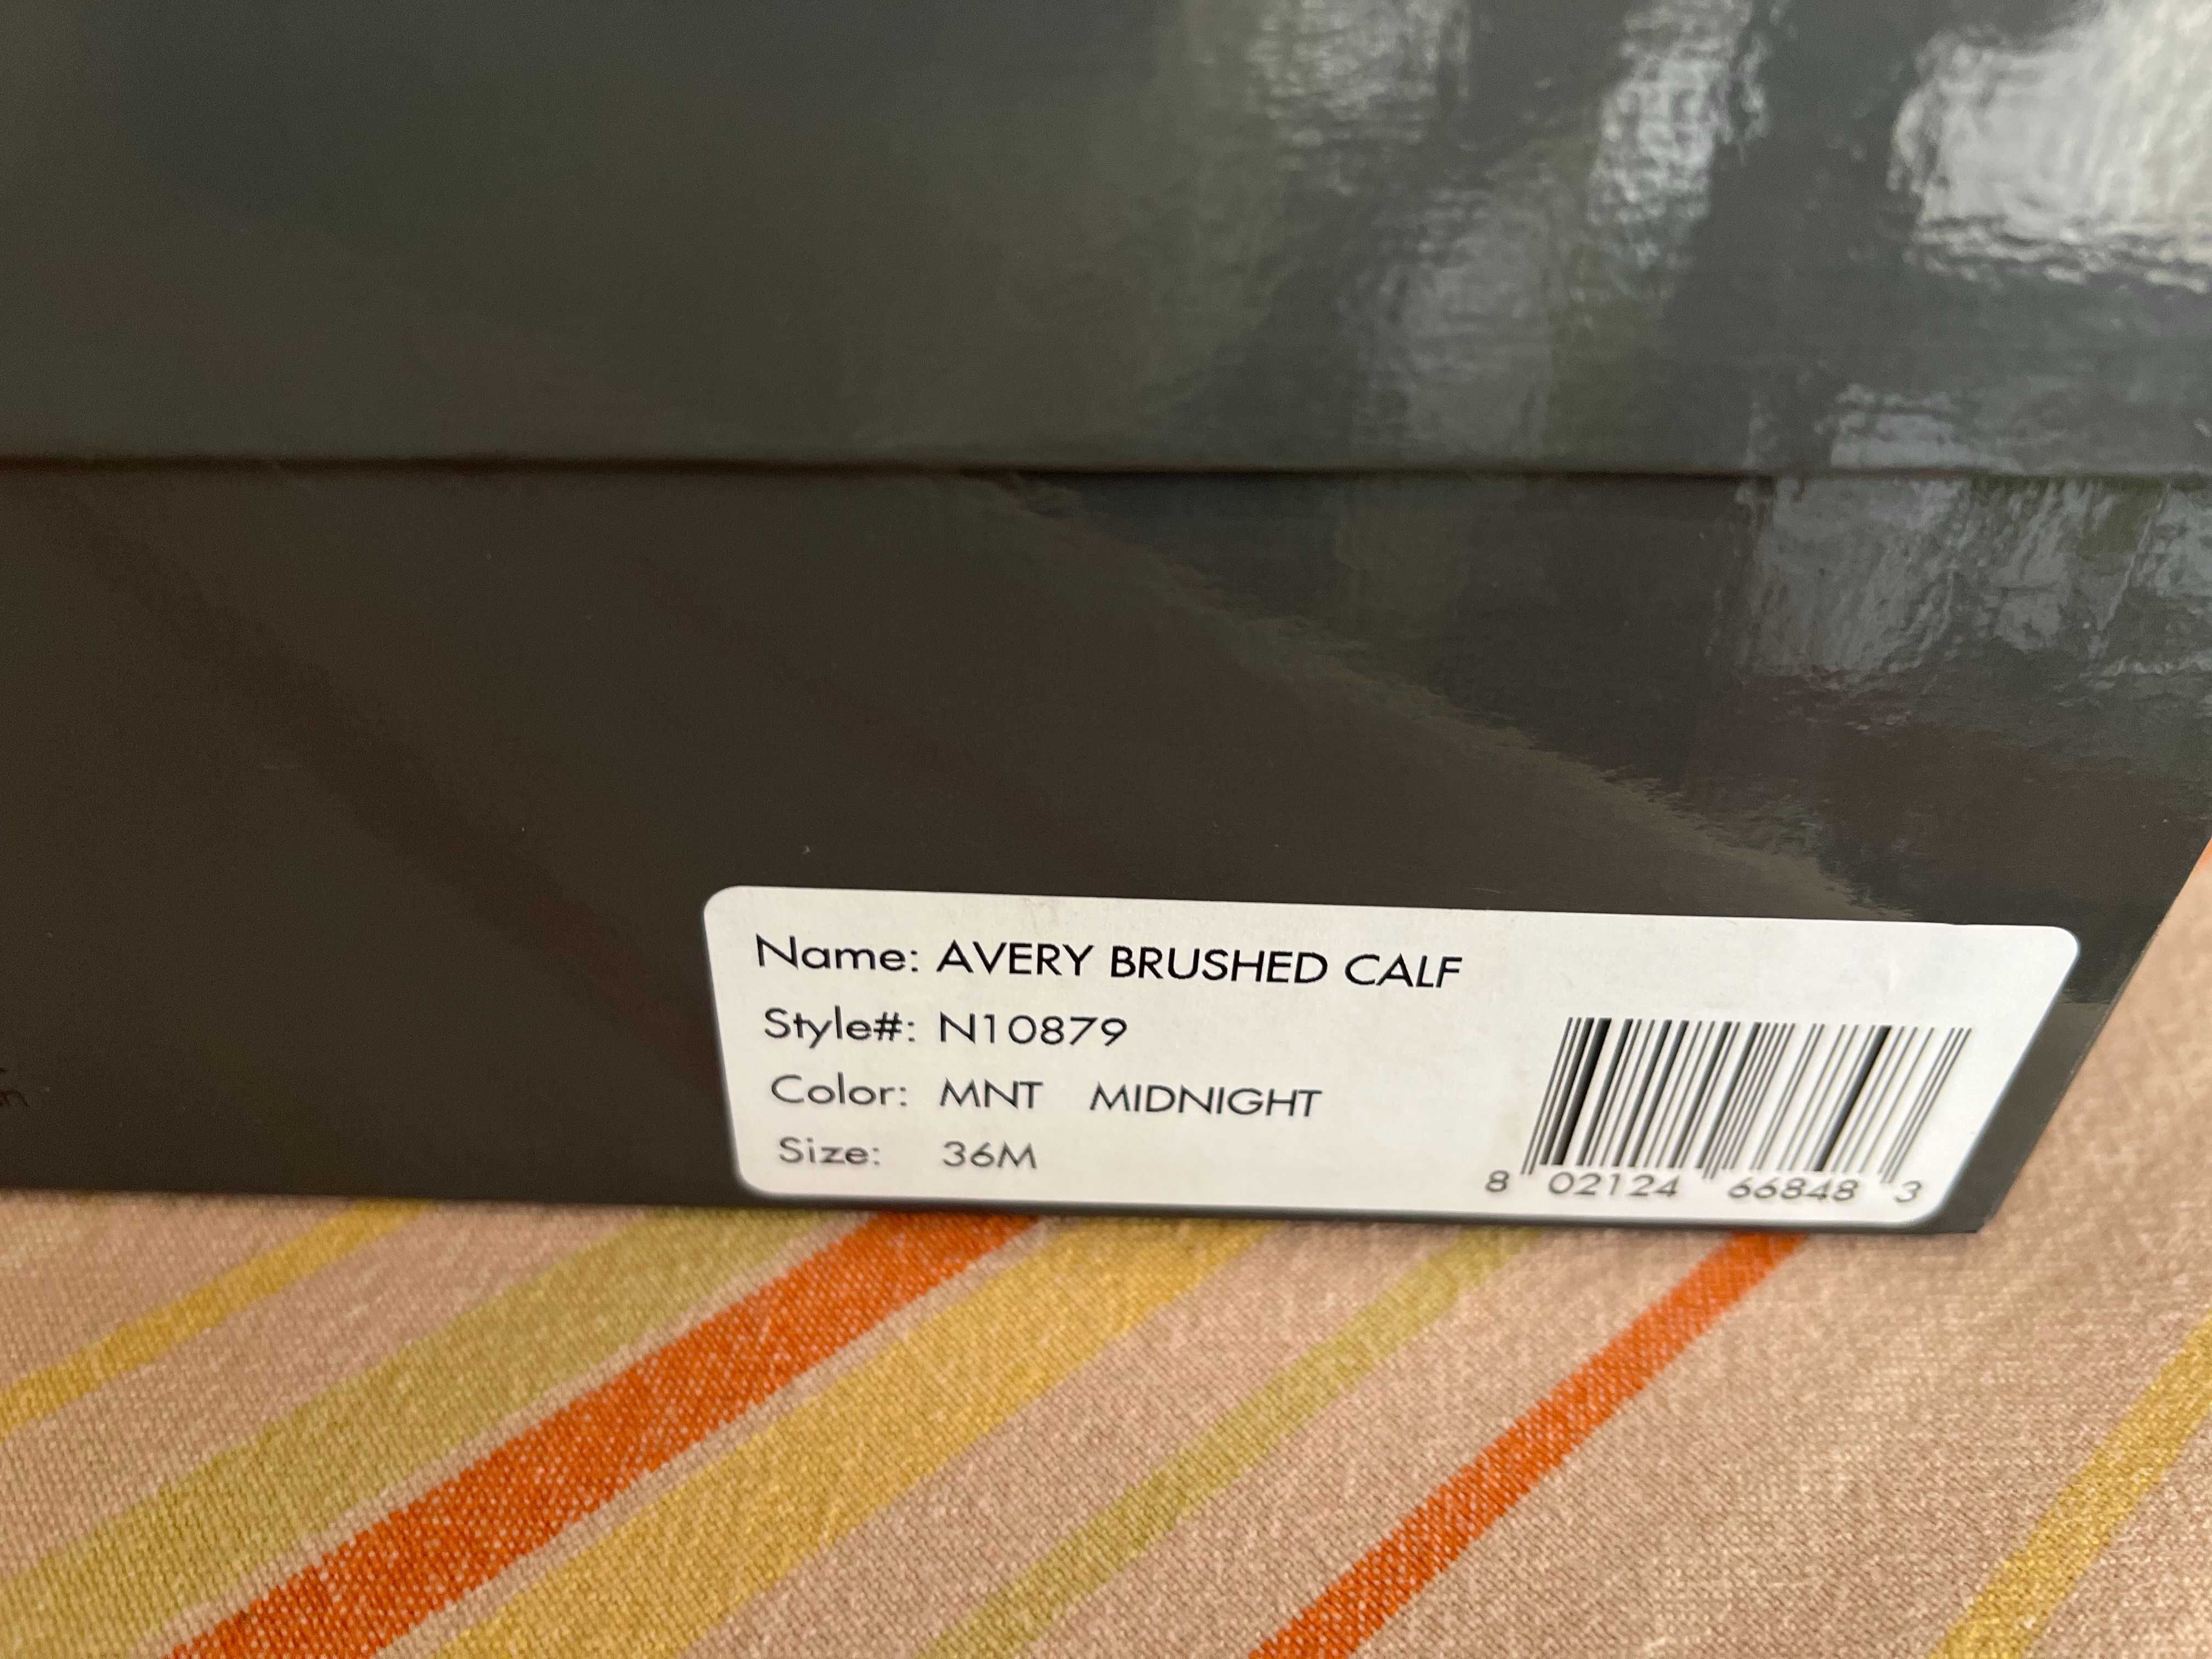 Name: AVERY BRUSHED CALF
Style#: N10879
Color: MNT MIDNIGHT
Size: 36M
8 02124 66848 3